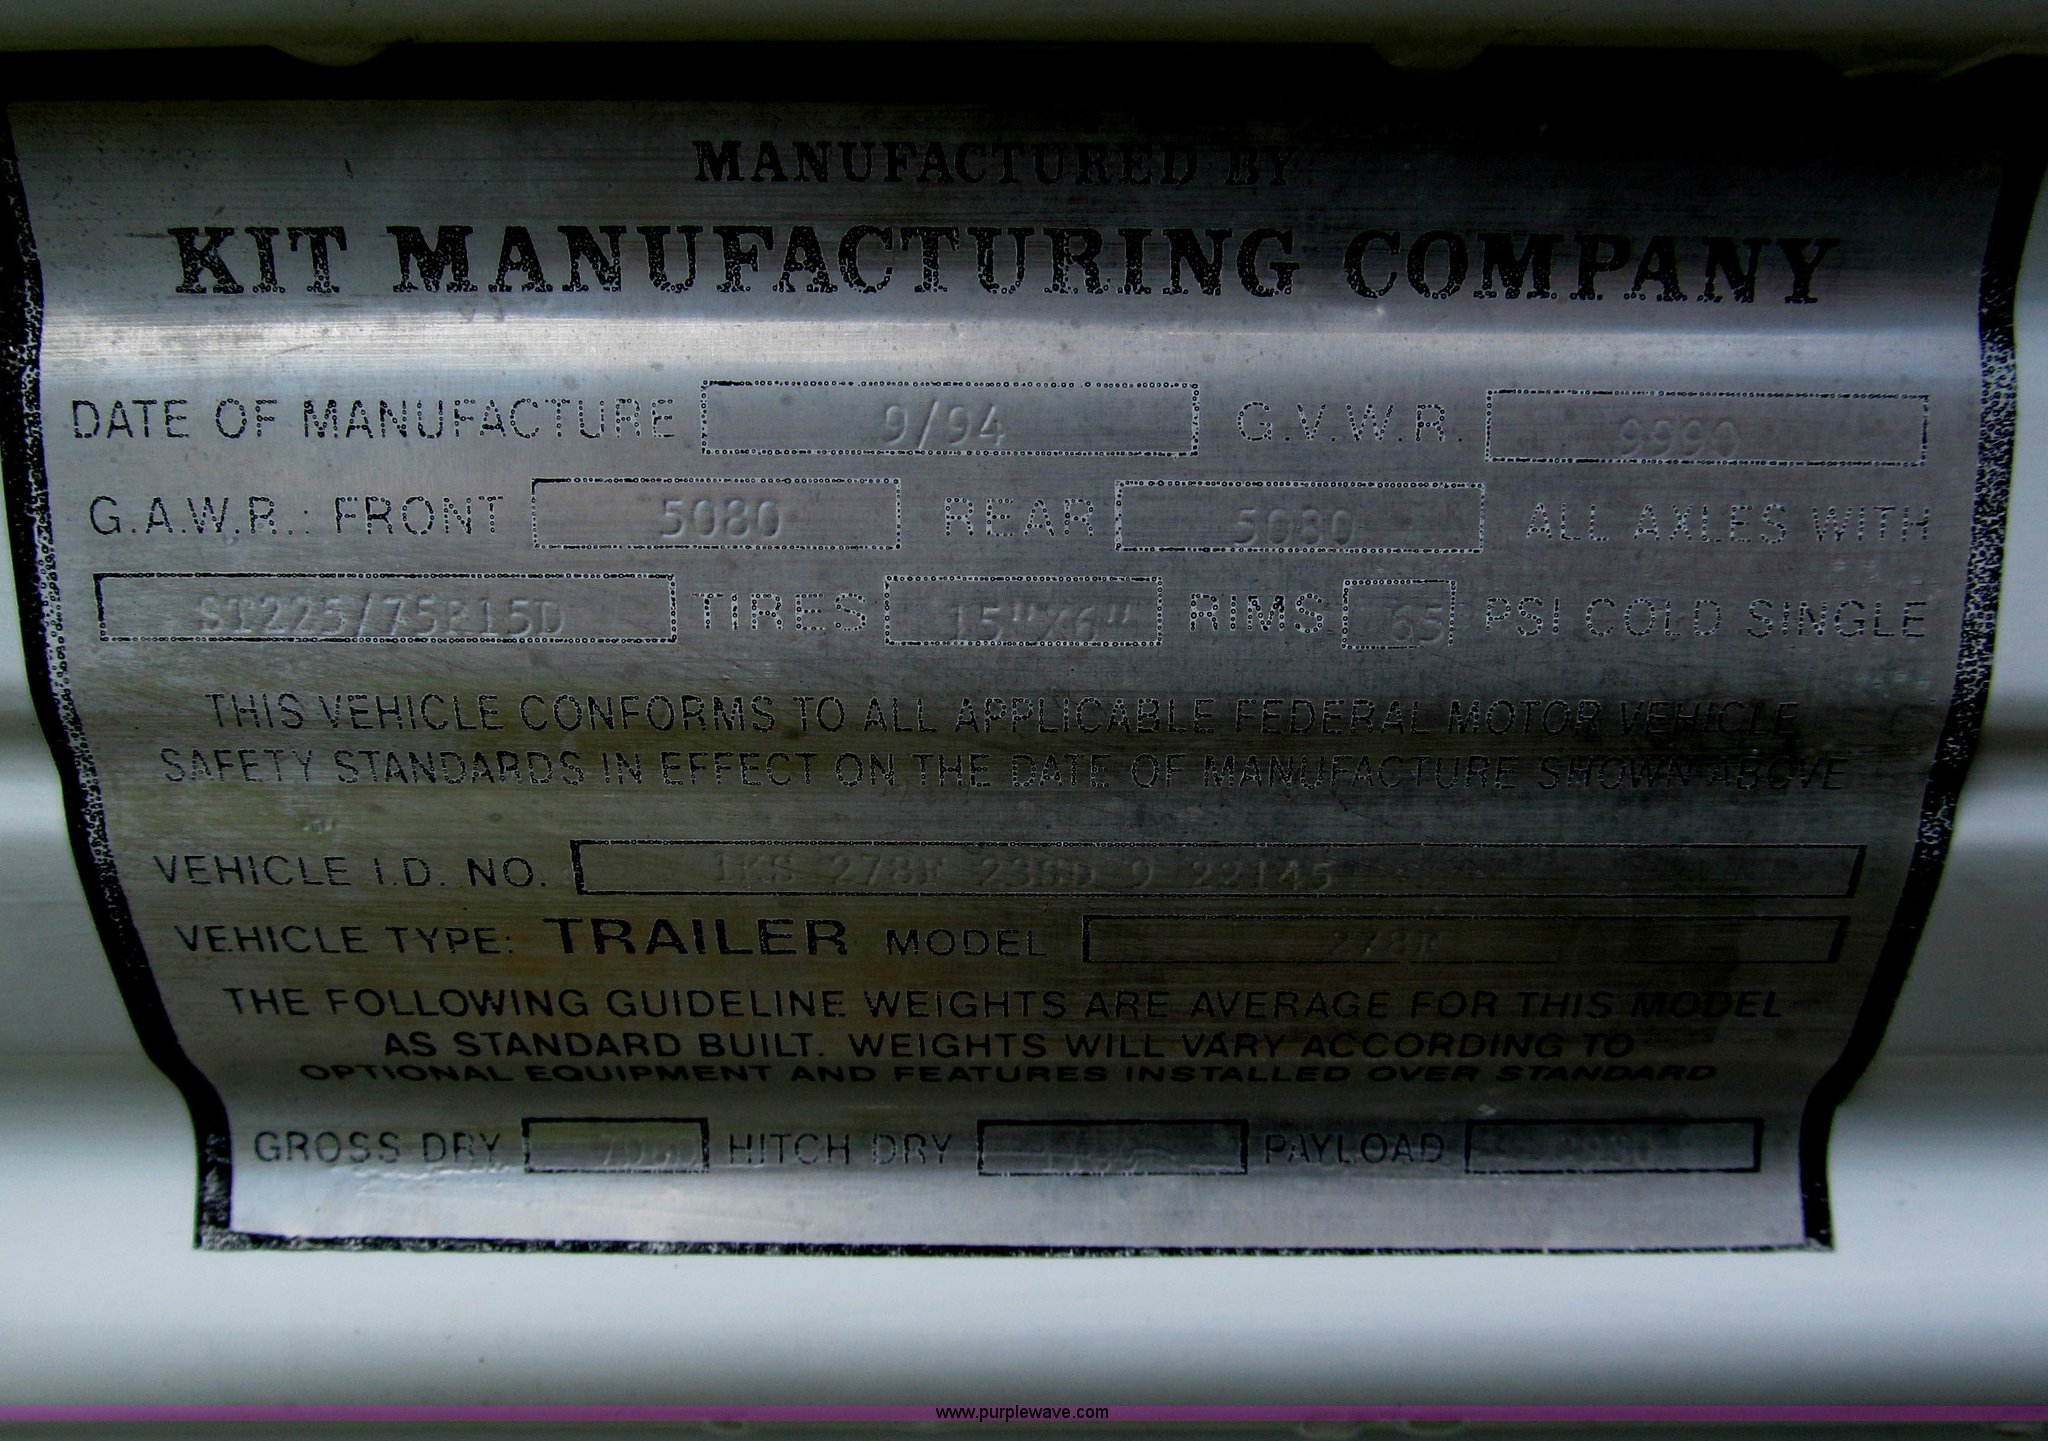 MANUFACTURED BY
KIT MANUFACTURING COMPANY
DATE OF MANUFACTURE 9/94 G.V.W.R. 9990
G.A.W.R.: FRONT 5080 REAR 5080 ALL AXLES WITH
ST225/75R15D TIRES 15"X6" RIMS 65 PSI COLD SINGLE
THIS VEHICLE CONFORMS TO ALL APPLICABLE FEDERAL MOTOR VEHICLE
SAFETY STANDARDS IN EFFECT ON THE DATE OF MANUFACTURE SHOWN ABOVE
VEHICLE I.D. NO. 9 22145
VEHICLE TYPE: TRAILER MODEL
THE FOLLOWING GUIDELINE WEIGHTS ARE AVERAGE FOR THIS MODEL
AS STANDARD BUILT. WEIGHTS WILL VARY ACCORDING TO
OPTIONAL EQUIPMENT AND FEATURES INSTALLED OVER STANDARD
GROSS DRY HITCH DRY PAYLOAD
www.purplewave.com